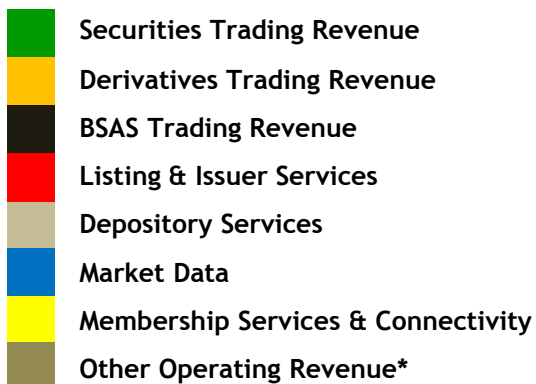 Securities Trading Revenue
Derivatives Trading Revenue
BSAS Trading Revenue
Listing & Issuer Services
Depository Services
Market Data
Membership Services & Connectivity
Other Operating Revenue*